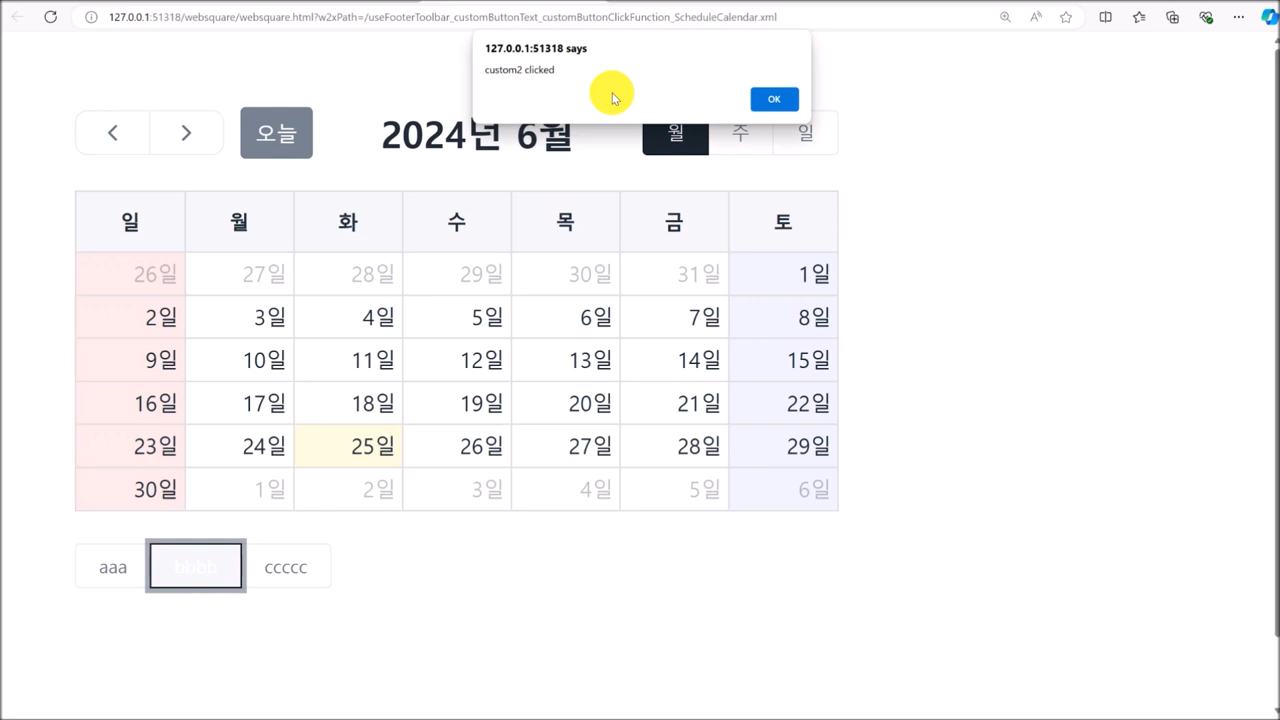 127.0.0.1:51318/websquare/websquare.html?w2xPath=/useFooterToolbar_customButtonText_customButtonClickFunction_ScheduleCalendar.xml
127.0.0.1:51318 says
custom2 clicked
OK
오늘
2024년 6월
월 주 일
일 월 화 수 목 금 토
26일 27일 28일 29일 30일 31일 1일
2일 3일 4일 5일 6일 7일 8일
9일 10일 11일 12일 13일 14일 15일
16일 17일 18일 19일 20일 21일 22일
23일 24일 25일 26일 27일 28일 29일
30일 1일 2일 3일 4일 5일 6일
aaa bbbb ccccc